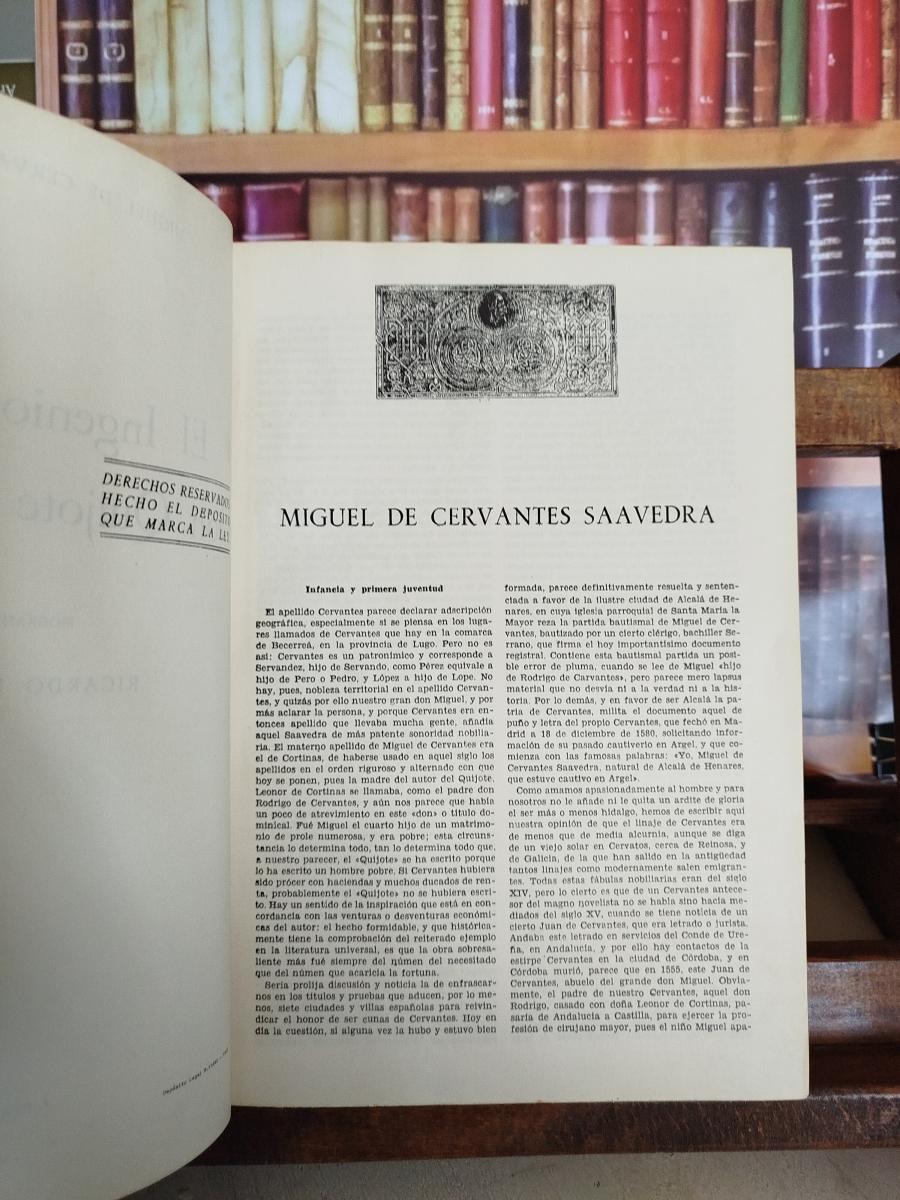 DERECHOS RESERVADOS
HECHO EL DEPOSITO
QUE MARCA LA LEY
MIGUEL DE CERVANTES SAAVEDRA
Infancia y primera juventud
El apellido Cervantes parece declarar adscripción
geográfica, especialmente si se piensa en los luga-
res llamados de Cervantes que hay en la comarca
de Becerreá, en la provincia de Lugo. Pero no es
así: Cervantes es un patronímico y corresponde a
Servandez, hijo de Servando, como Pérez equivale a
hijo de Pero o Pedro, y López a hijo de Lope. No
hay, pues, nobleza territorial en el apellido Cervan-
tes, y quizás por ello nuestro gran don Miguel, y por
más aclarar la persona, y porque Cervantes era en-
tonces apellido que llevaba mucha gente, añadía
aquel Saavedra de más patente sonoridad nobilia-
ria. El materno apellido de Miguel de Cervantes era
el de Cortinas, de haberse usado en aquel siglo los
apellidos en el orden riguroso y alternado con que
hoy se ponen, pues la madre del autor del Quijote,
Leonor de Cortinas se llamaba, como el padre don
Rodrigo de Cervantes, y aún nos parece que había
un poco de atrevimiento en este «don» o título do-
minical. Fué Miguel el cuarto hijo de un matrimo-
nio de prole numerosa, y era pobre; esta circuns-
tancia lo determina todo, tan lo determina todo que,
a nuestro parecer, el «Quijote» se ha escrito porque
lo ha escrito un hombre pobre. Si Cervantes hubiera
sido prócer con haciendas y muchos ducados de ren-
ta, probablemente el «Quijote» no se hubiera escri-
to. Hay un sentido de la inspiración que está en con-
cordancia con las venturas o desventuras económi-
cas del autor: el hecho formidable, y que histórica-
mente tiene la comprobación del reiterado ejemplo
en la literatura universal, es que la obra sobresa-
liente más fué siempre del númen del necesitado
que del númen que acaricia la fortuna.
Sería prolija discusión y noticia la de enfrascar-
nos en los títulos y pruebas que aducen, por lo me-
nos, siete ciudades y villas españolas para reivin-
dicar el honor de ser cunas de Cervantes. Hoy en
día la cuestión, si alguna vez la hubo y estuvo bien
formada, parece definitivamente resuelta y senten-
ciada a favor de la ilustre ciudad de Alcalá de He-
nares, en cuya iglesia parroquial de Santa María la
Mayor reza la partida bautismal de Miguel de Cer-
vantes, bautizado por un cierto clérigo, bachiller Se-
rrano, que firma el hoy importantísimo documento
registral. Contiene esta bautismal partida un posi-
ble error de pluma, cuando se lee de Miguel «hijo
de Rodrigo de Carvantes», pero parece mero lapsus
material que no desvía ni a la verdad ni a la his-
toria. Por lo demás, y en favor de ser Alcalá la pa-
tria de Cervantes, milita el documento aquel de
puño y letra del propio Cervantes, que fechó en Ma-
drid a 18 de diciembre de 1580, solicitando infor-
mación de su pasado cautiverio en Argel, y que co-
mienza con las famosas palabras: «Yo, Miguel de
Cervantes Saavedra, natural de Alcalá de Henares,
que estuve cautivo en Argel».
Como amamos apasionadamente al hombre y para
nosotros no le añade ni le quita un ardite de gloria
el ser más o menos hidalgo, hemos de escribir aquí
nuestra opinión de que el linaje de Cervantes era
de menos que de media alcurnia, aunque se diga
de un viejo solar en Cervatos, cerca de Reinosa, y
de Galicia, de la que han salido en la antigüedad
tantos linajes como modernamente salen emigran-
tes. Todas estas fábulas nobiliarias eran del siglo
XIV, pero lo cierto es que de un Cervantes antece-
sor del magno novelista no se habla sino hacia me-
diados del siglo XV, cuando se tiene noticia de un
cierto Juan de Cervantes, que era letrado o jurista.
Andaba este letrado en servicios del Conde de Ure-
ña, en Andalucía, y por ello hay contactos de la
estirpe Cervantes en la ciudad de Córdoba, y en
Córdoba murió, parece que en 1555, este Juan de
Cervantes, abuelo del grande don Miguel. Obvia-
mente, el padre de nuestro Cervantes, aquel don
Rodrigo, casado con doña Leonor de Cortinas, pa-
saría de Andalucía a Castilla, para ejercer la pro-
fesión de cirujano mayor, pues el niño Miguel apa-